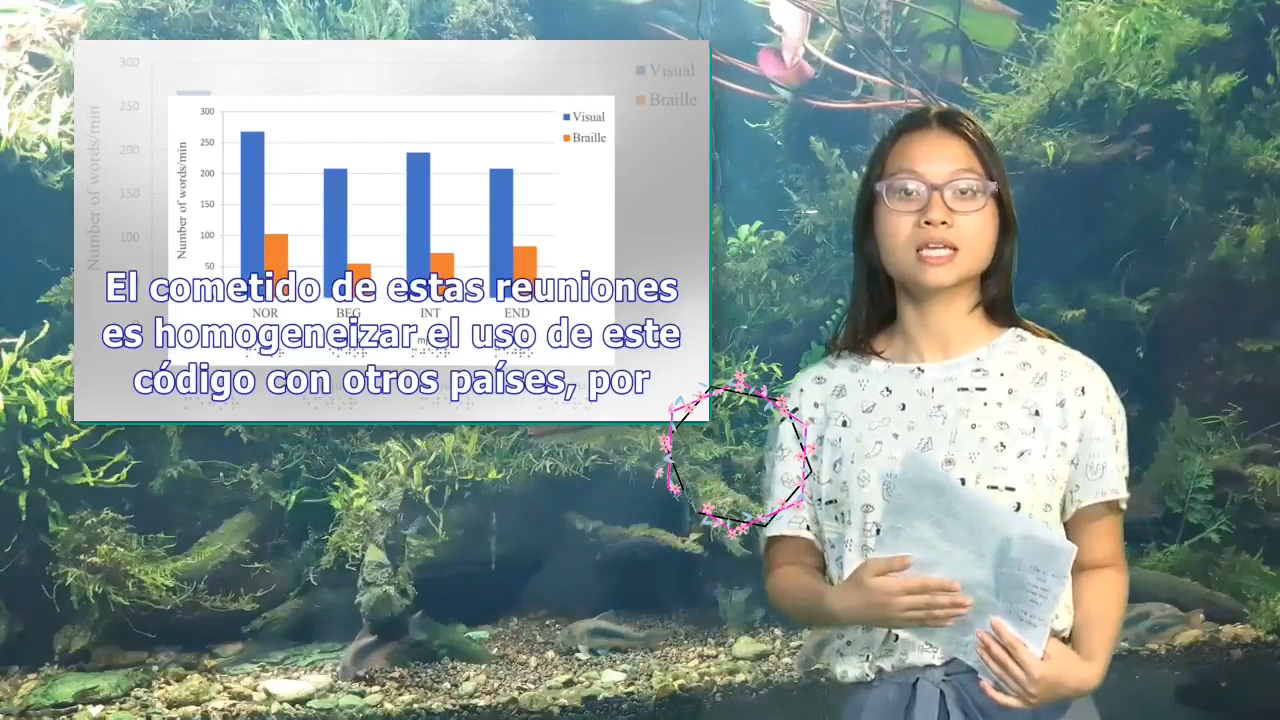 300
250
200
150
100
Number of words/min
Visual
Braille
300
250
200
150
100
50
Number of words/min
Visual
Braille
NOR BEG INT END
El cometido de estas reuniones
es homogeneizar el uso de este
código con otros países, por